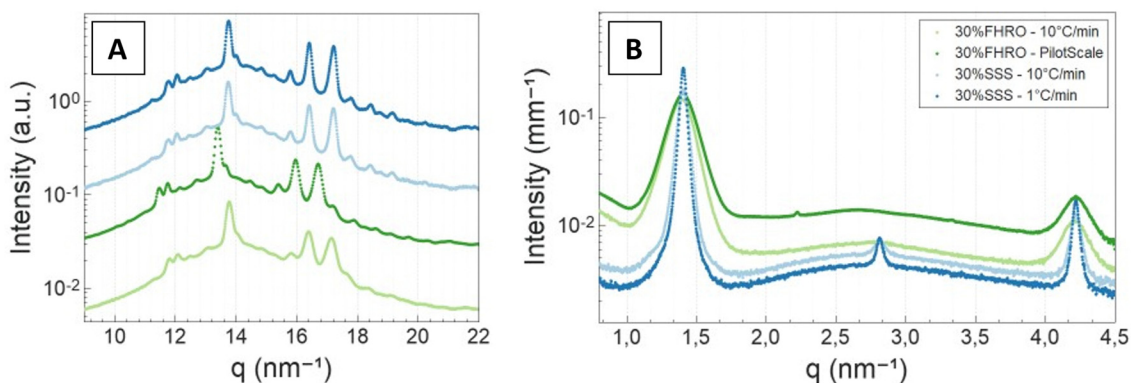 A
Intensity (a.u.)
10⁰
10⁻¹
10⁻²
10 12 14 16 18 20 22
q (nm⁻¹)
B
30%FHRO - 10°C/min
30%FHRO - PilotScale
30%SSS - 10°C/min
30%SSS - 1°C/min
Intensity (mm⁻¹)
10⁻¹
10⁻²
1,0 1,5 2,0 2,5 3,0 3,5 4,0 4,5
q (nm⁻¹)